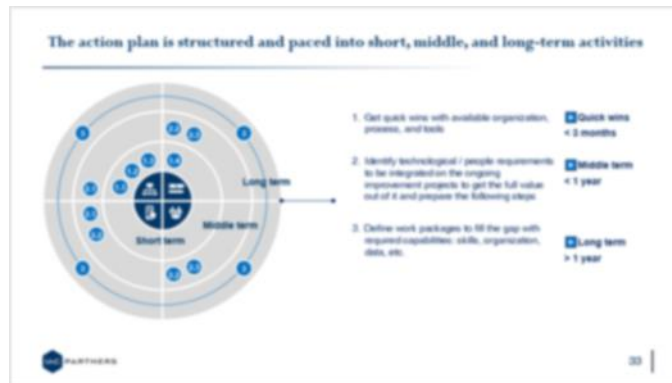 The action plan is structured and paced into short, middle, and long-term activities
Long term
Middle term
Short term
1. Get quick wins with available organization,
process, and tools
2. Identify technological / people requirements
to be integrated on the ongoing
improvement projects to get the full value
out of it and prepare the following steps
3. Define work packages to fill the gap with
required capabilities: skills, organization,
data, etc.
Quick wins
< 3 months
Middle term
< 1 year
Long term
> 1 year
PARTNERS
33